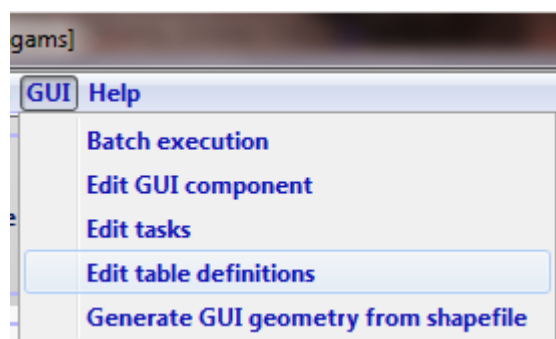 gams]
GUI Help
Batch execution
Edit GUI component
Edit tasks
Edit table definitions
Generate GUI geometry from shapefile